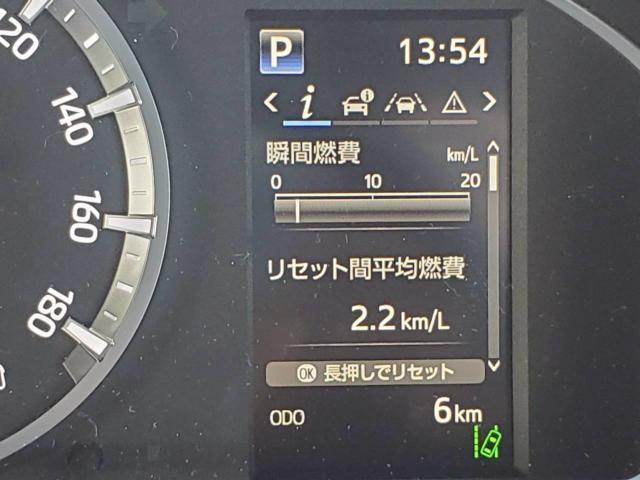 120
140
160
180
P 13:54
i
瞬間燃費 km/L
0 10 20
リセット間平均燃費
2.2 km/L
OK 長押しでリセット
ODO 6 km